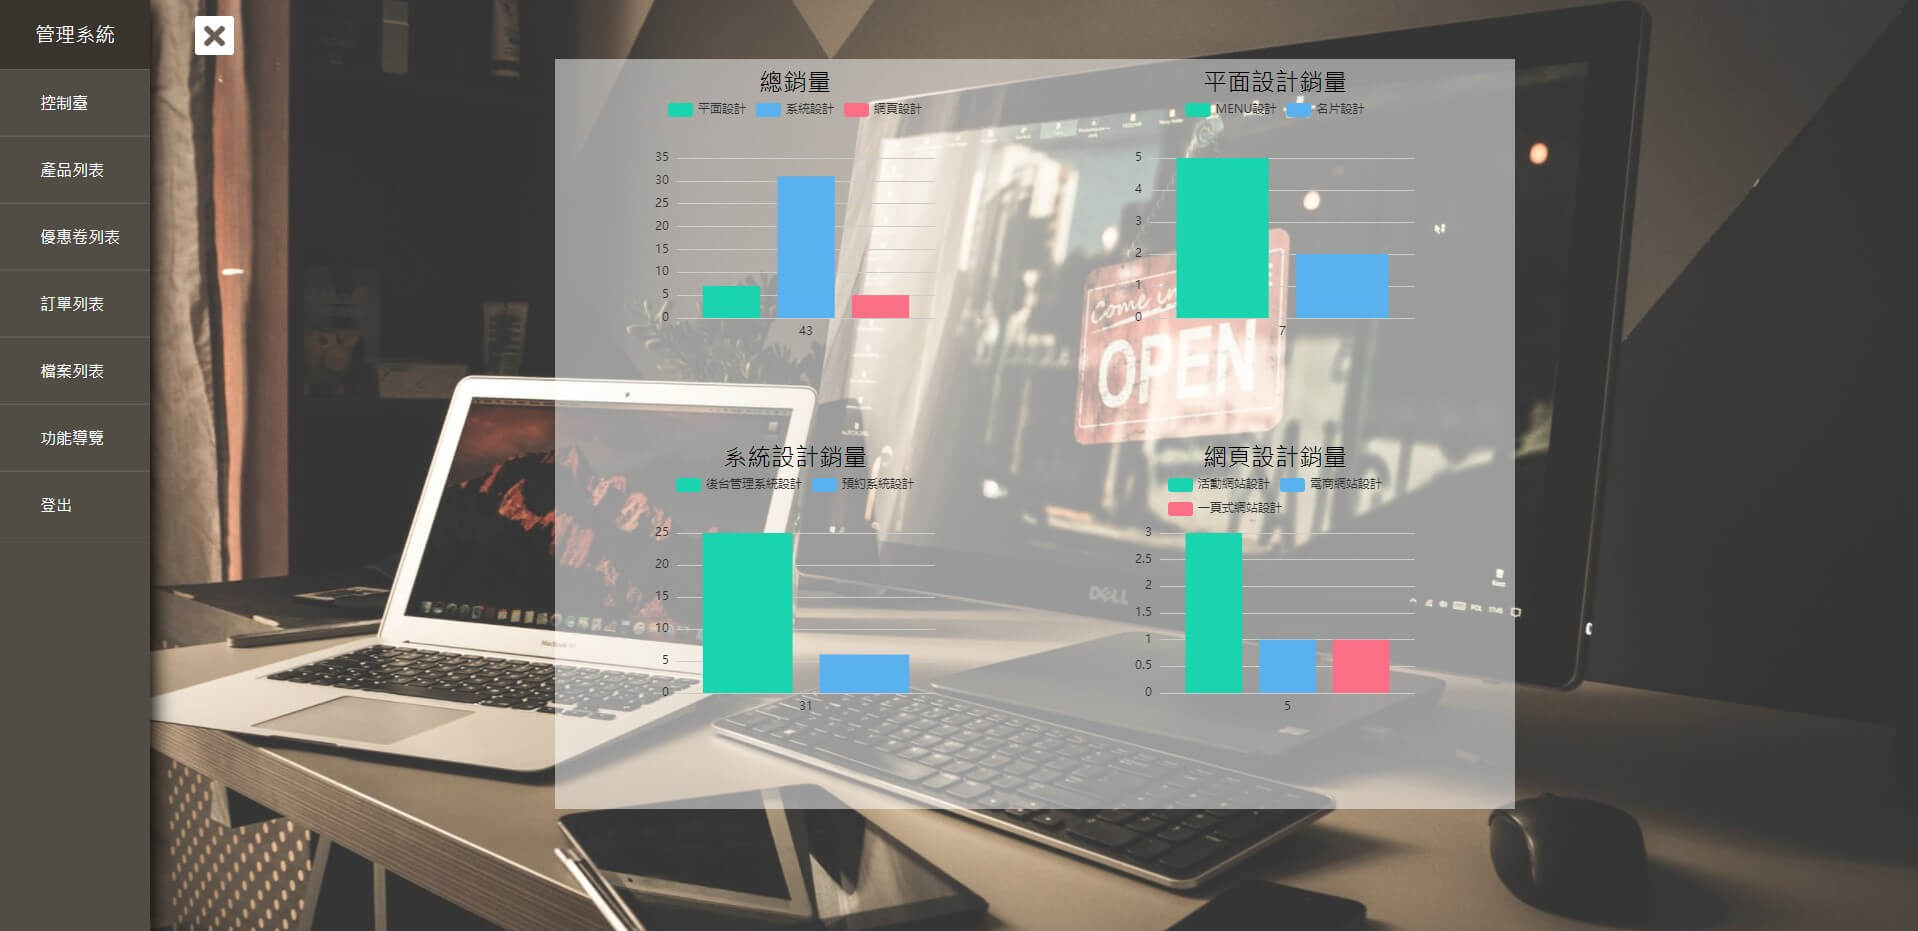 管理系統
控制臺
產品列表
優惠卷列表
訂單列表
檔案列表
功能導覽
登出
總銷量
平面設計 系統設計 網頁設計
35
30
25
20
15
10
5
0
43
平面設計銷量
MENU設計 名片設計
5
4
3
2
1
0
7
系統設計銷量
後台管理系統設計 預約系統設計
25
20
15
10
5
0
31
網頁設計銷量
活動網站設計 電商網站設計
一頁式網站設計
3
2.5
2
1.5
1
0.5
0
5
come in
OPEN
DELL
MacBook Air